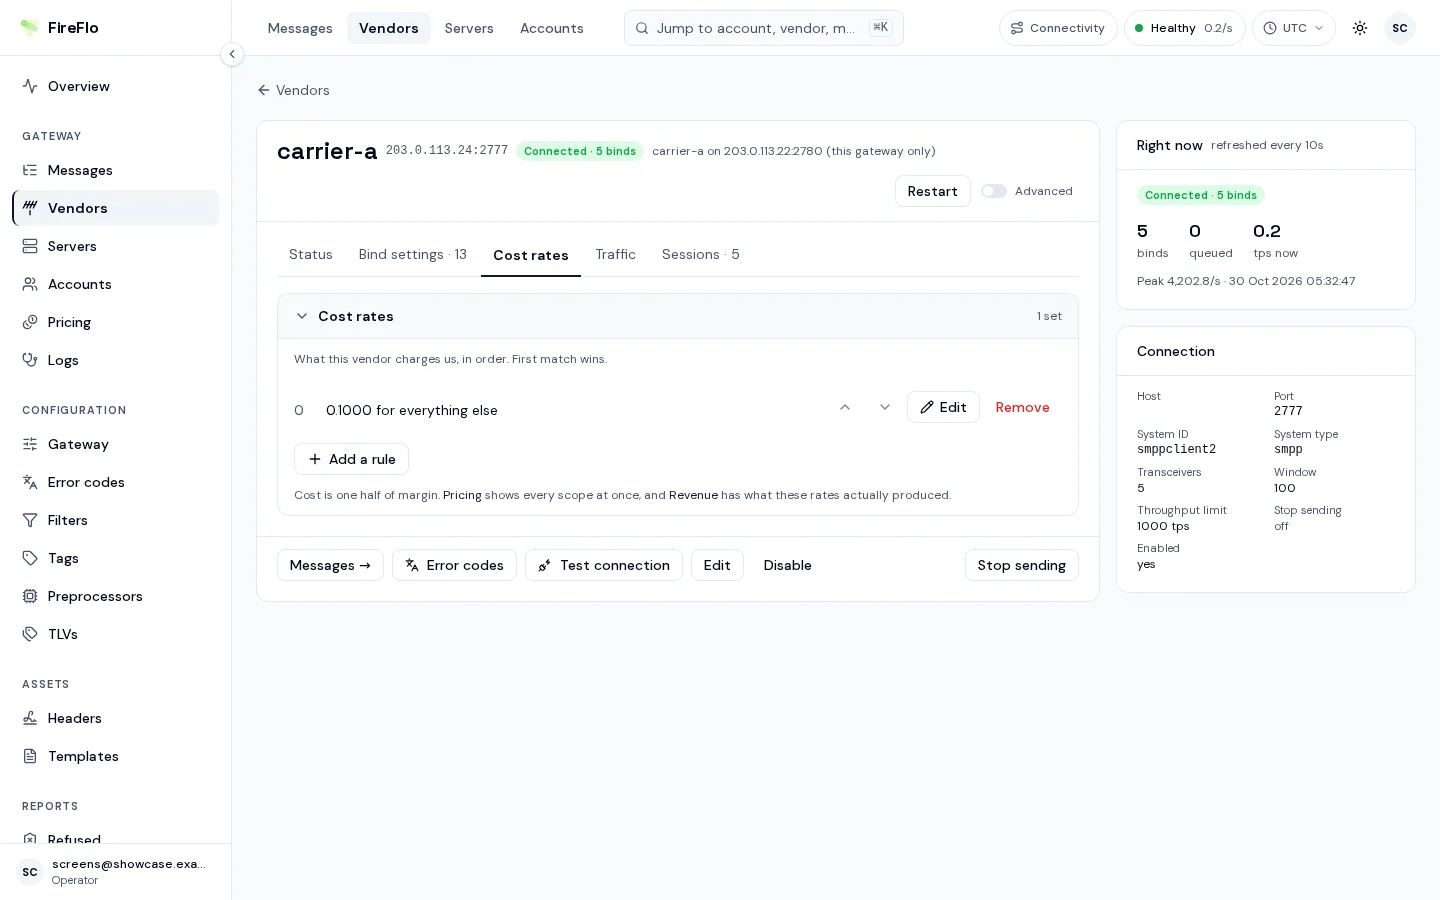 FireFlo
Messages Vendors Servers Accounts
Jump to account, vendor, m... ⌘K
Connectivity
Healthy 0.2/s
UTC
SC
Overview
GATEWAY
Messages
Vendors
Servers
Accounts
Pricing
Logs
CONFIGURATION
Gateway
Error codes
Filters
Tags
Preprocessors
TLVs
ASSETS
Headers
Templates
REPORTS
Refused
SC
screens@showcase.exa...
Operator
Vendors
carrier-a 203.0.113.24:2777 Connected · 5 binds carrier-a on 203.0.113.22:2780 (this gateway only)
Restart Advanced
Status Bind settings · 13 Cost rates Traffic Sessions · 5
Cost rates 1 set
What this vendor charges us, in order. First match wins.
0 0.1000 for everything else Edit Remove
Add a rule
Cost is one half of margin. Pricing shows every scope at once, and Revenue has what these rates actually produced.
Messages → Error codes Test connection Edit Disable Stop sending
Right now refreshed every 10s
Connected · 5 binds
5 0 0.2
binds queued tps now
Peak 4,202.8/s · 30 Oct 2026 05:32:47
Connection
Host Port
2777
System ID System type
smppclient2 smpp
Transceivers Window
5 100
Throughput limit Stop sending
1000 tps off
Enabled
yes